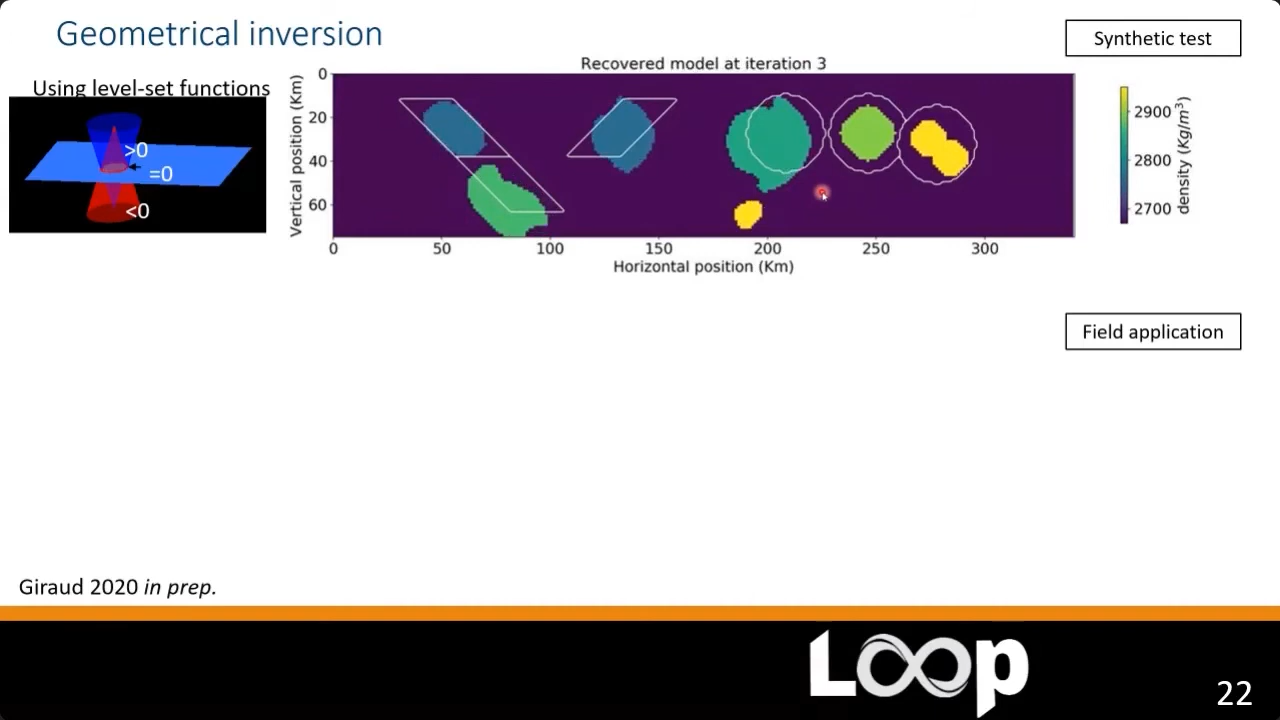 Geometrical inversion
Synthetic test
Using level-set functions
>0
=0
<0
Recovered model at iteration 3
Vertical position (Km)
0
20
40
60
0 50 100 150 200 250 300
Horizontal position (Km)
2900
2800
2700
density (Kg/m³)
Field application
Giraud 2020 in prep.
Loop
22